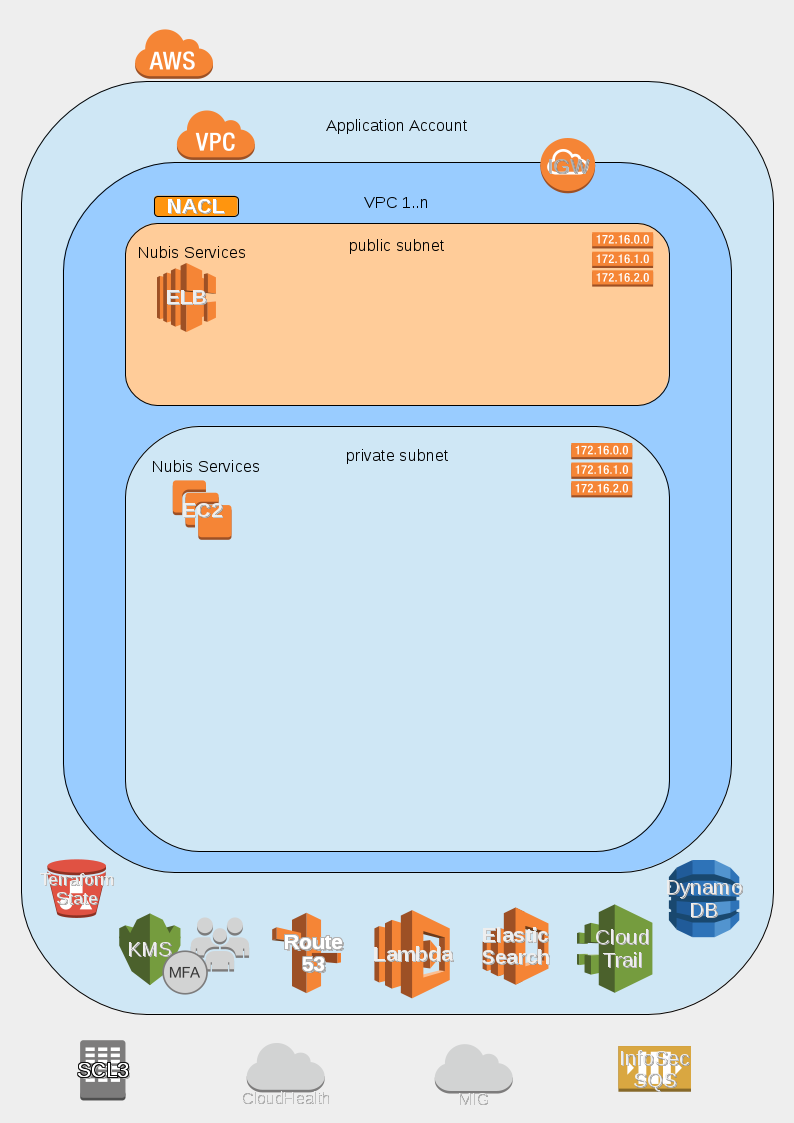 AWS
Application Account
VPC
IGW
NACL
VPC 1..n
Nubis Services
public subnet
172.16.0.0
172.16.1.0
172.16.2.0
ELB
Nubis Services
private subnet
172.16.0.0
172.16.1.0
172.16.2.0
EC2
Terraform
State
Dynamo
DB
KMS
MFA
Route
53
Lambda
Elastic
Search
Cloud
Trail
SCL3
CloudHealth
MIG
InfoSec
SQS